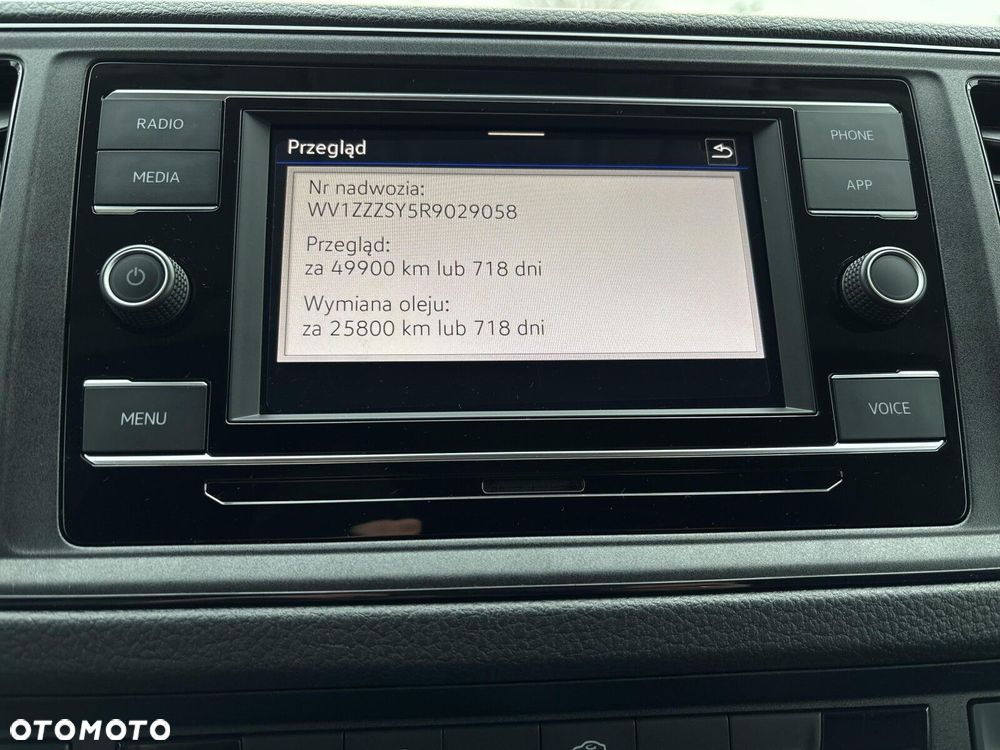 RADIO
MEDIA
MENU
Przegląd
Nr nadwozia:
WV1ZZZSY5R9029058
Przegląd:
za 49900 km lub 718 dni
Wymiana oleju:
za 25800 km lub 718 dni
PHONE
APP
VOICE
OTOMOTO